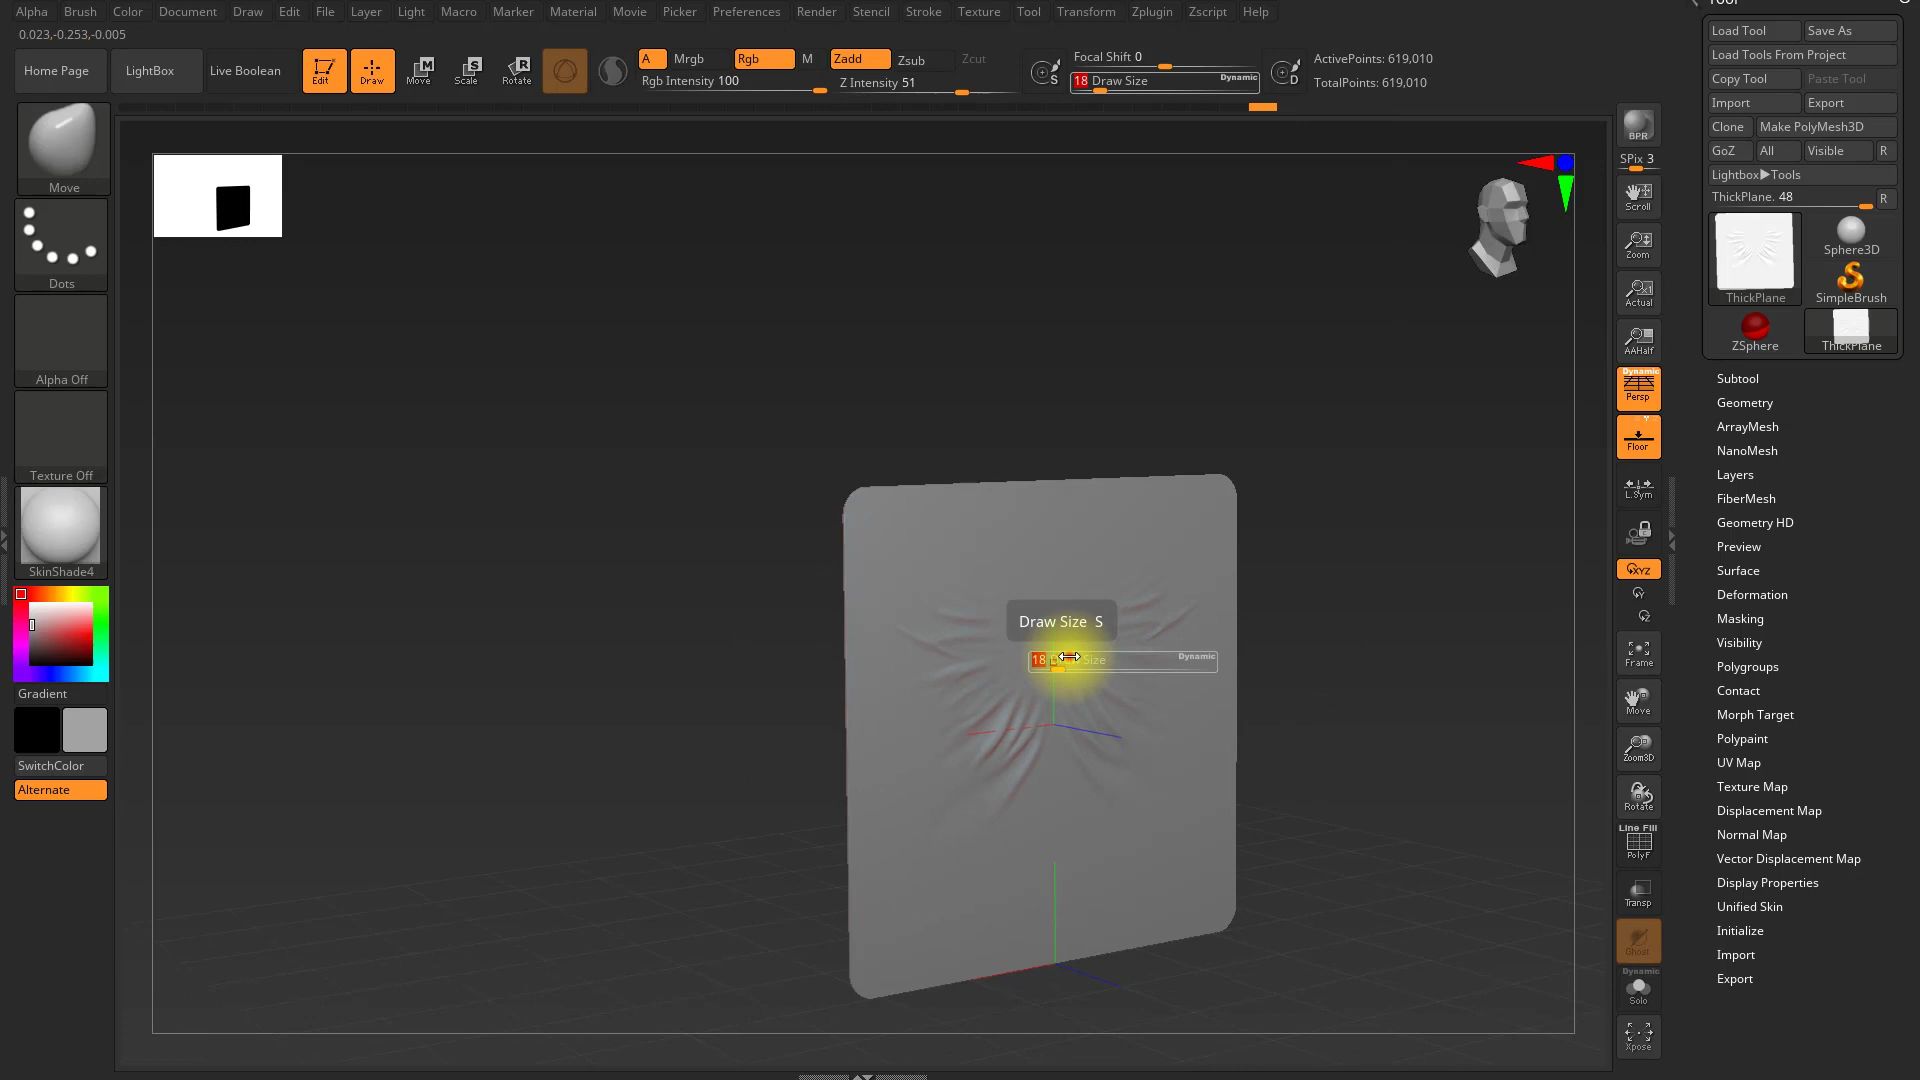 Alpha Brush Color Document Draw Edit File Layer Light Macro Marker Material Movie Picker Preferences Render Stencil Stroke Texture Tool Transform Zplugin Zscript Help
0.023,-0.253,-0.005
Home Page LightBox Live Boolean Edit Draw Move Scale Rotate
A Mrgb Rgb M Zadd Zsub Zcut
Rgb Intensity 100 Z Intensity 51
Focal Shift 0
18 Draw Size Dynamic
S
D
ActivePoints: 619,010
TotalPoints: 619,010
Move
Dots
Alpha Off
Texture Off
SkinShade4
Gradient
SwitchColor
Alternate
Draw Size S
18 Size Dynamic
BPR
SPix 3
Scroll
Zoom
Actual
AAHalf
Dynamic
Persp
Floor
L.Sym
XYZ
Y
Z
Frame
Move
Zoom3D
Rotate
Line Fill
PolyF
Transp
Ghost
Dynamic
Solo
Xpose
Load Tool Save As
Load Tools From Project
Copy Tool Paste Tool
Import Export
Clone Make PolyMesh3D
GoZ All Visible R
Lightbox▶Tools
ThickPlane. 48 R
ThickPlane
Sphere3D
SimpleBrush
ZSphere
ThickPlane
Subtool
Geometry
ArrayMesh
NanoMesh
Layers
FiberMesh
Geometry HD
Preview
Surface
Deformation
Masking
Visibility
Polygroups
Contact
Morph Target
Polypaint
UV Map
Texture Map
Displacement Map
Normal Map
Vector Displacement Map
Display Properties
Unified Skin
Initialize
Import
Export